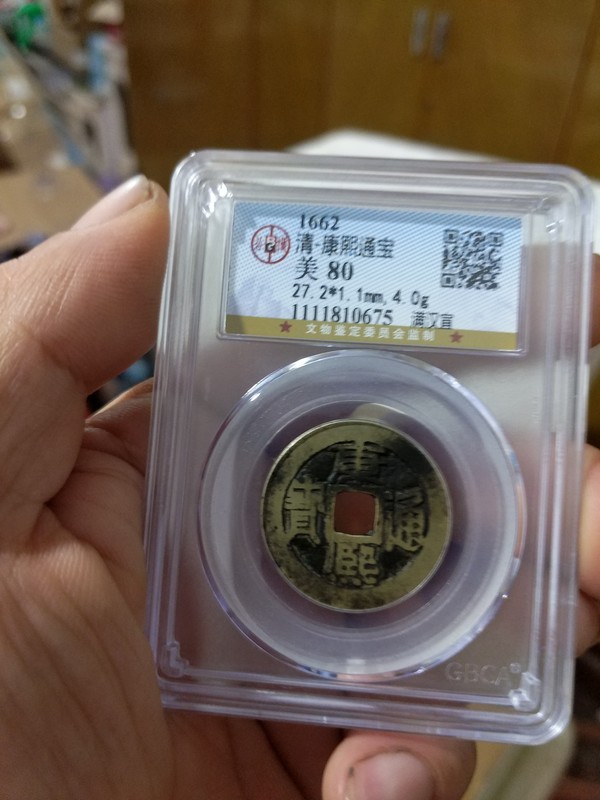 1662
清·康熙通宝
美 80
27.2*1.1mm,4.0g
1111810675 满汉宣
★ 文物鉴定委员会监制 ★
康
寶 通
熙
GBCA®